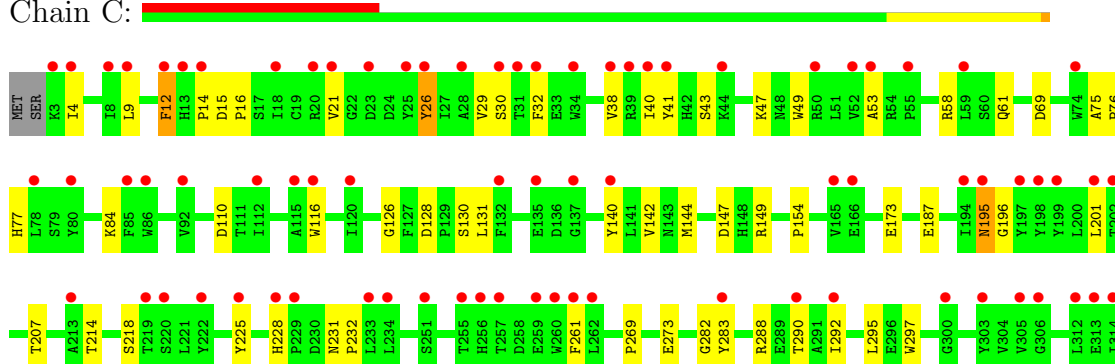 Chain C:
MET SER K3 I4 I8 L9 F12 H13 P14 D15 P16 S17 I18 C19 R20 V21 G22 D23 D24 Y25 Y26 I27 A28 V29 S30 T31 F32 E33 W34 V38 R39 I40 Y41 H42 S43 K44 K47 N48 W49 R50 L51 V52 A53 R54 P55 R58 L59 S60 Q61 D69 W74 A75
H77 L78 S79 Y80 K84 F85 W86 V92 D110 T111 I112 A115 W116 I120 G126 F127 D128 P129 S130 L131 F132 E135 D136 G137 Y140 L141 V142 N143 M144 D147 H148 R149 P154 V165 E166 E173 E187 I194 N195 G196 Y197 Y198 Y199 L200 L201
T207 A213 T214 S218 T219 S220 L221 Y222 Y225 H228 P229 D230 N231 P232 L233 L234 S251 T255 H256 T257 D258 E259 W260 F261 L262 P269 E273 G282 Y283 R288 E289 T290 A291 I292 L295 E296 W297 G300 Y303 V304 V305 G306 L312 E313